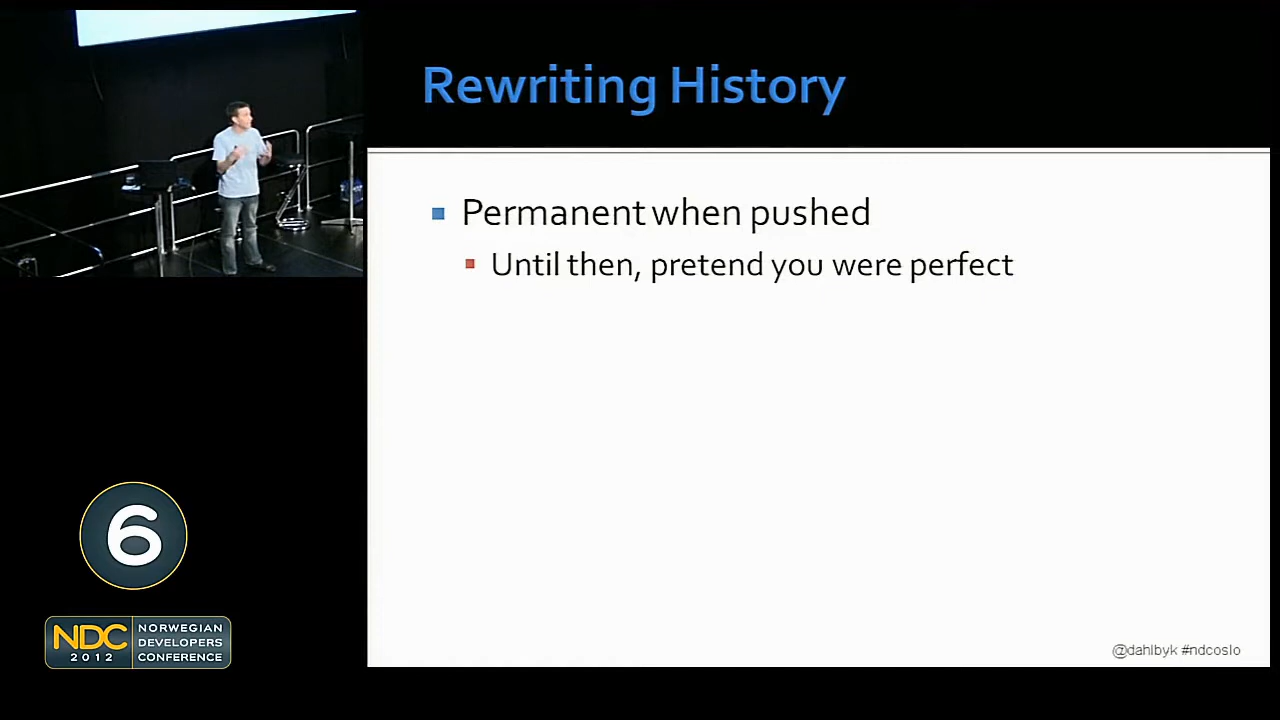 Rewriting History
Permanent when pushed
Until then, pretend you were perfect
6
NDC
2012
NORWEGIAN
DEVELOPERS
CONFERENCE
@dahlbyk #ndcoslo